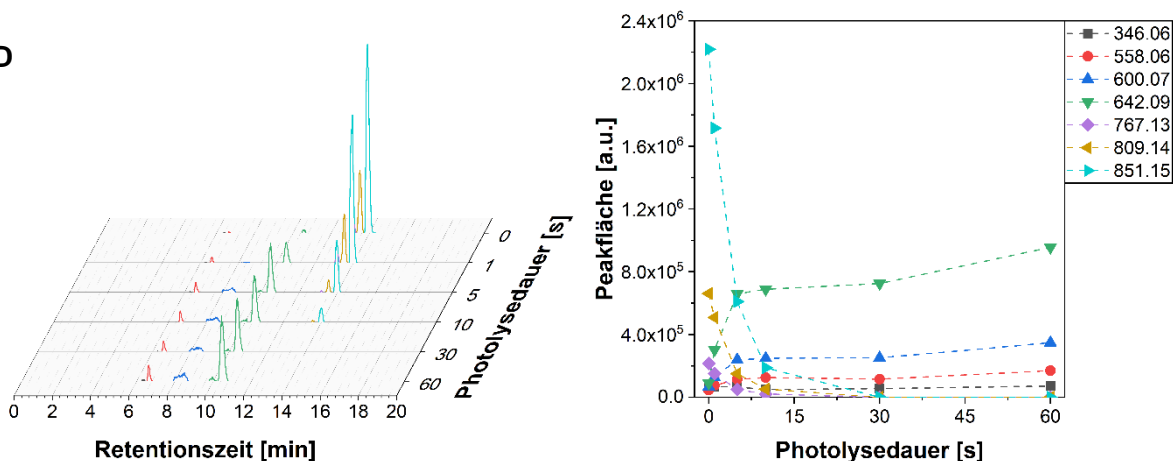 D
0
1
5
10
30
60
Photolysedauer [s]
0 2 4 6 8 10 12 14 16 18 20
Retentionszeit [min]
2.4x10⁶
2.0x10⁶
1.6x10⁶
1.2x10⁶
8.0x10⁵
4.0x10⁵
0.0
Peakfläche [a.u.]
0 15 30 45 60
Photolysedauer [s]
346.06
558.06
600.07
642.09
767.13
809.14
851.15